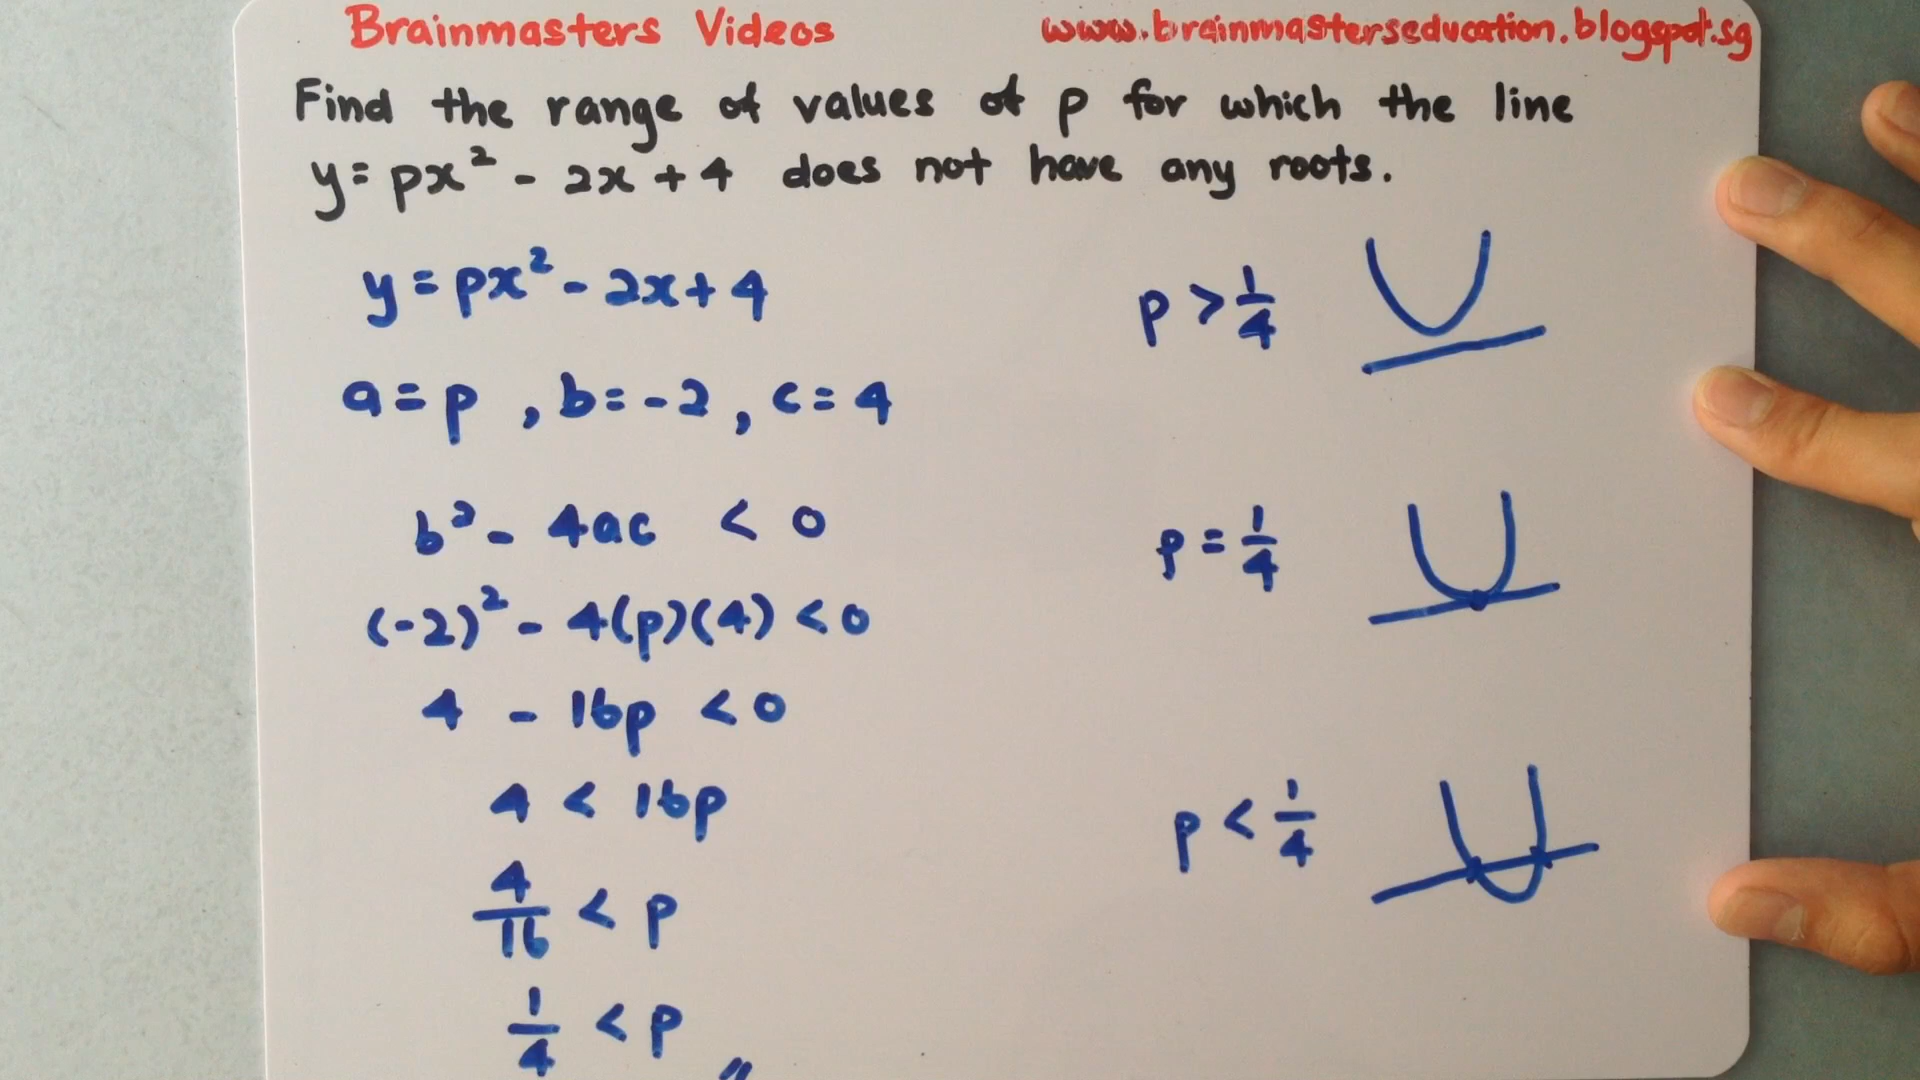 Brainmasters Videos www.brainmasterseducation.blogspot.sg
Find the range of values of p for which the line
y = px² - 2x + 4 does not have any roots.
y = px² - 2x + 4
a = p , b = -2 , c = 4
b² - 4ac < 0
(-2)² - 4(p)(4) < 0
4 - 16p < 0
4 < 16p
4/16 < p
1/4 < p
p > 1/4
p = 1/4
p < 1/4